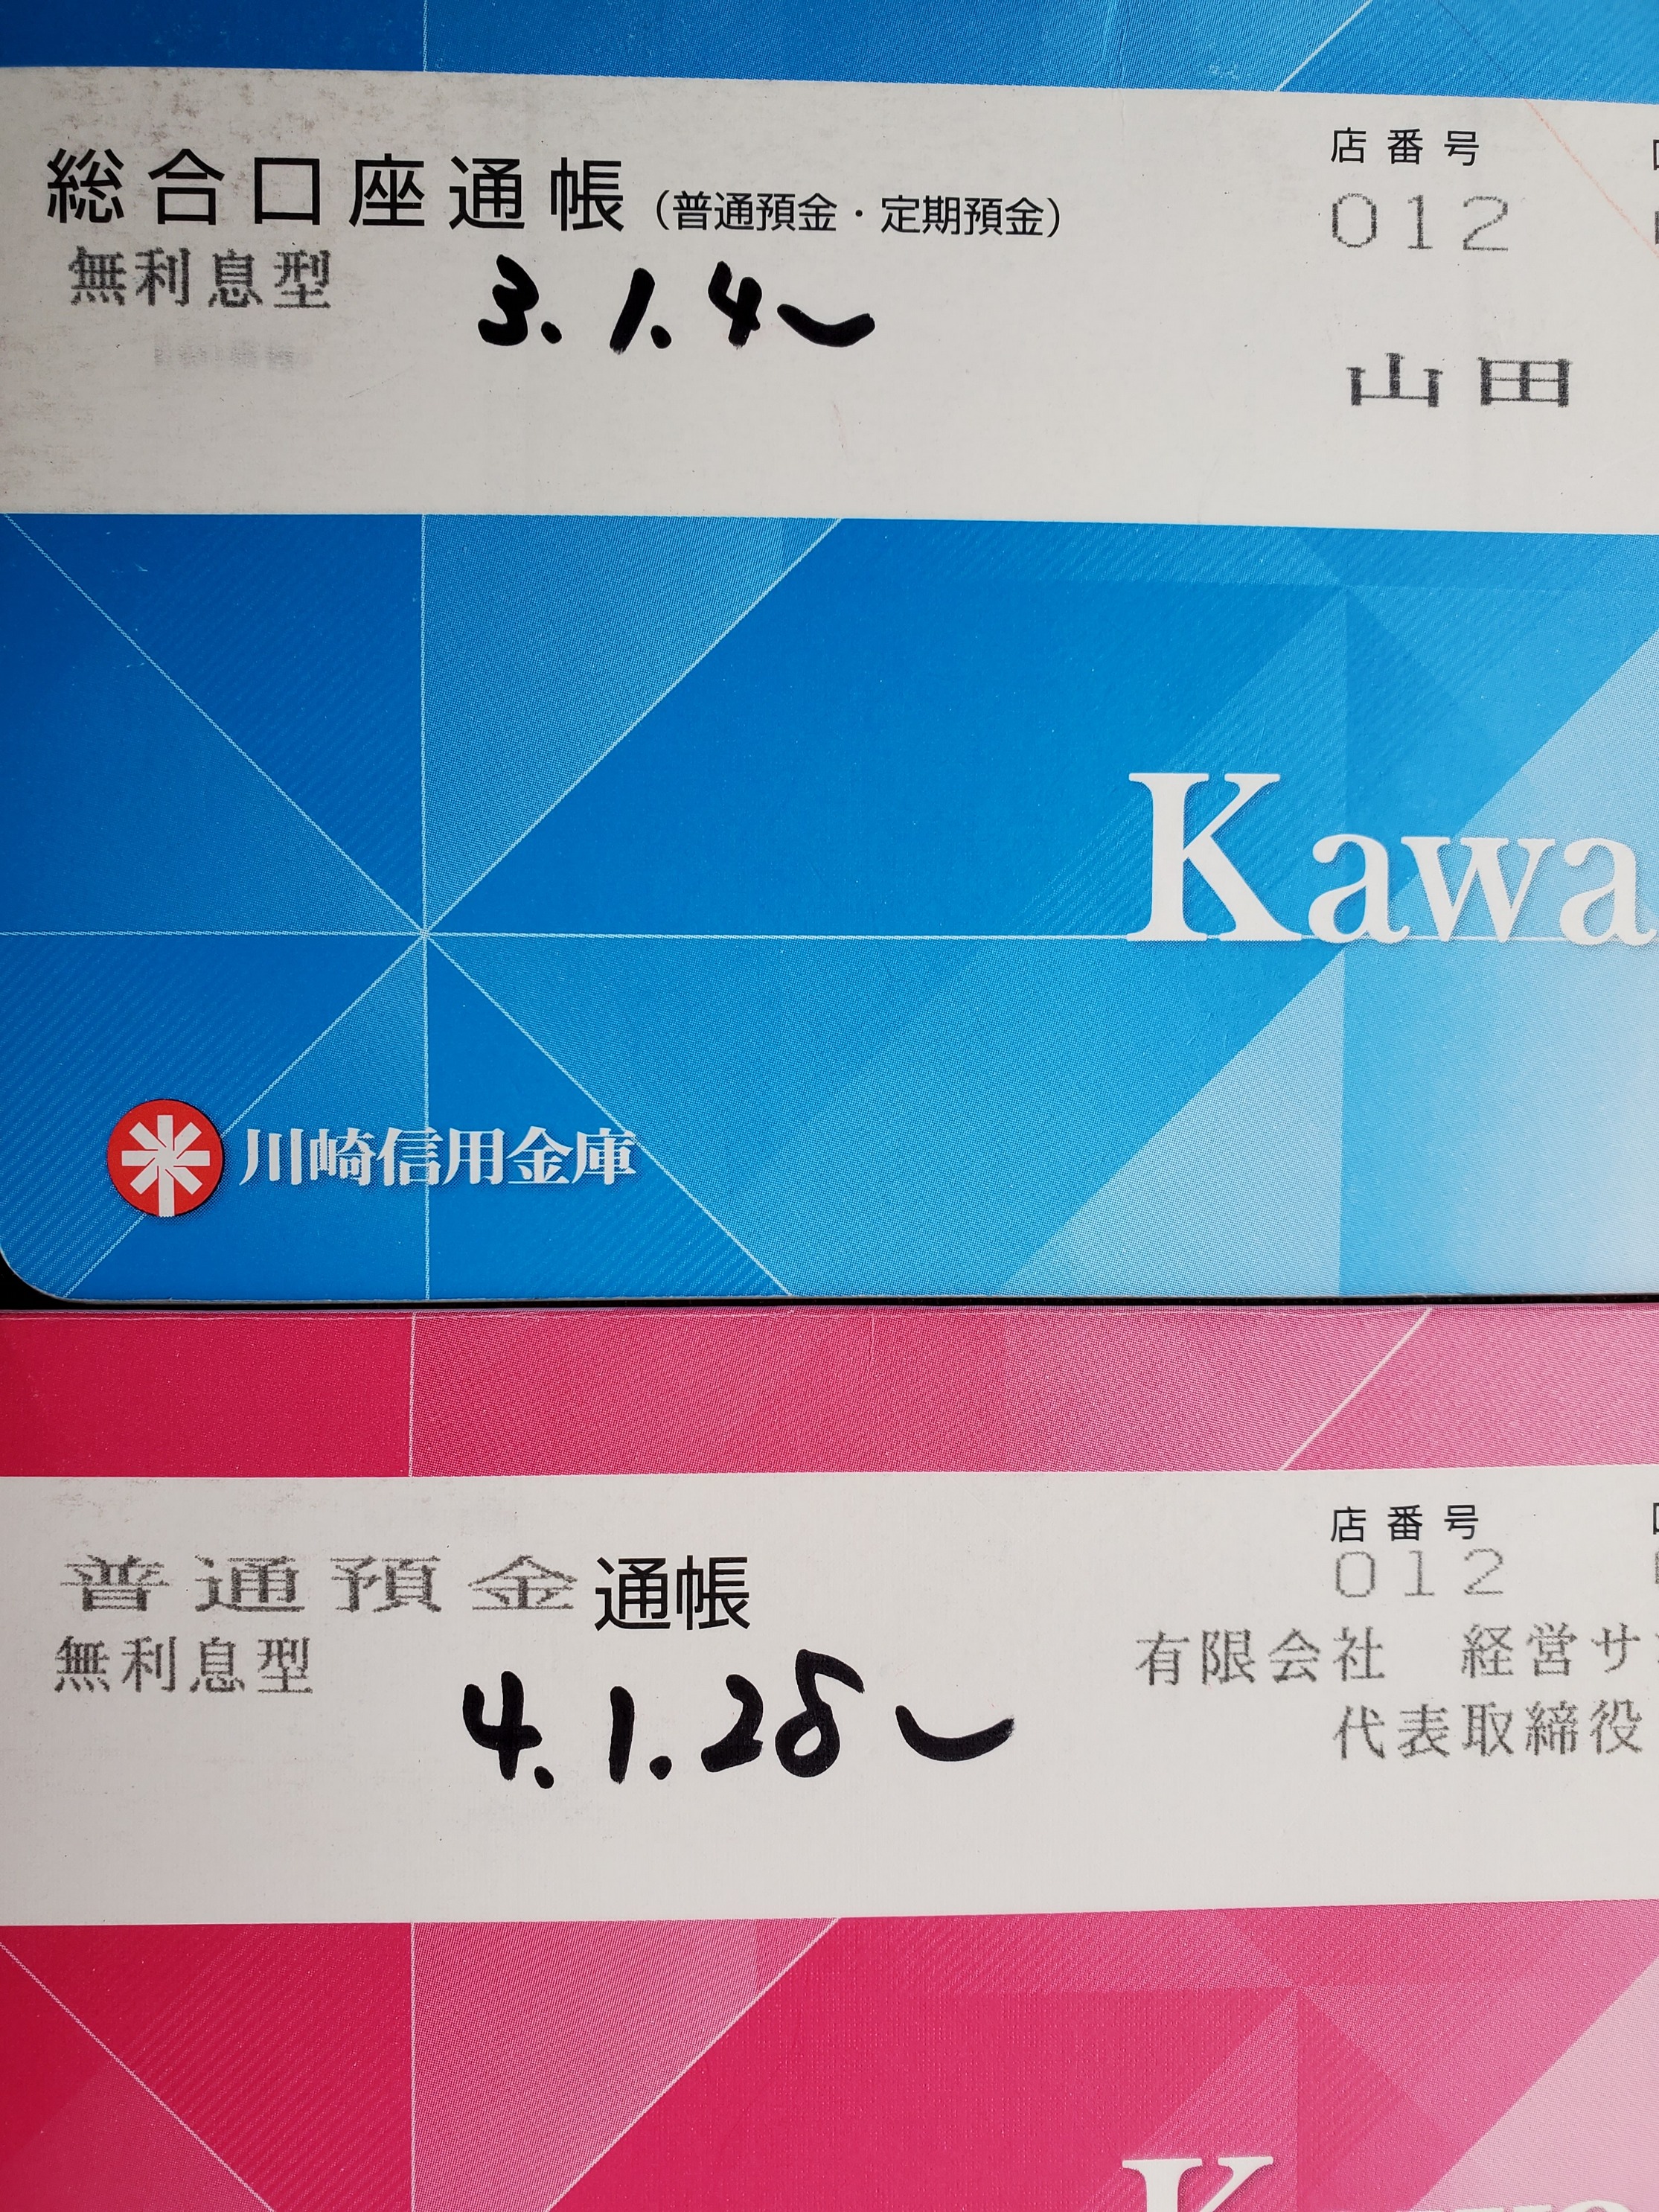 総合口座通帳（普通預金・定期預金）
店番号
012
無利息型
3.1.4~
山田
Kawa
川崎信用金庫
店番号
012
普通預金通帳
無利息型
有限会社 経営サ
4.1.28~
代表取締役
Kawa